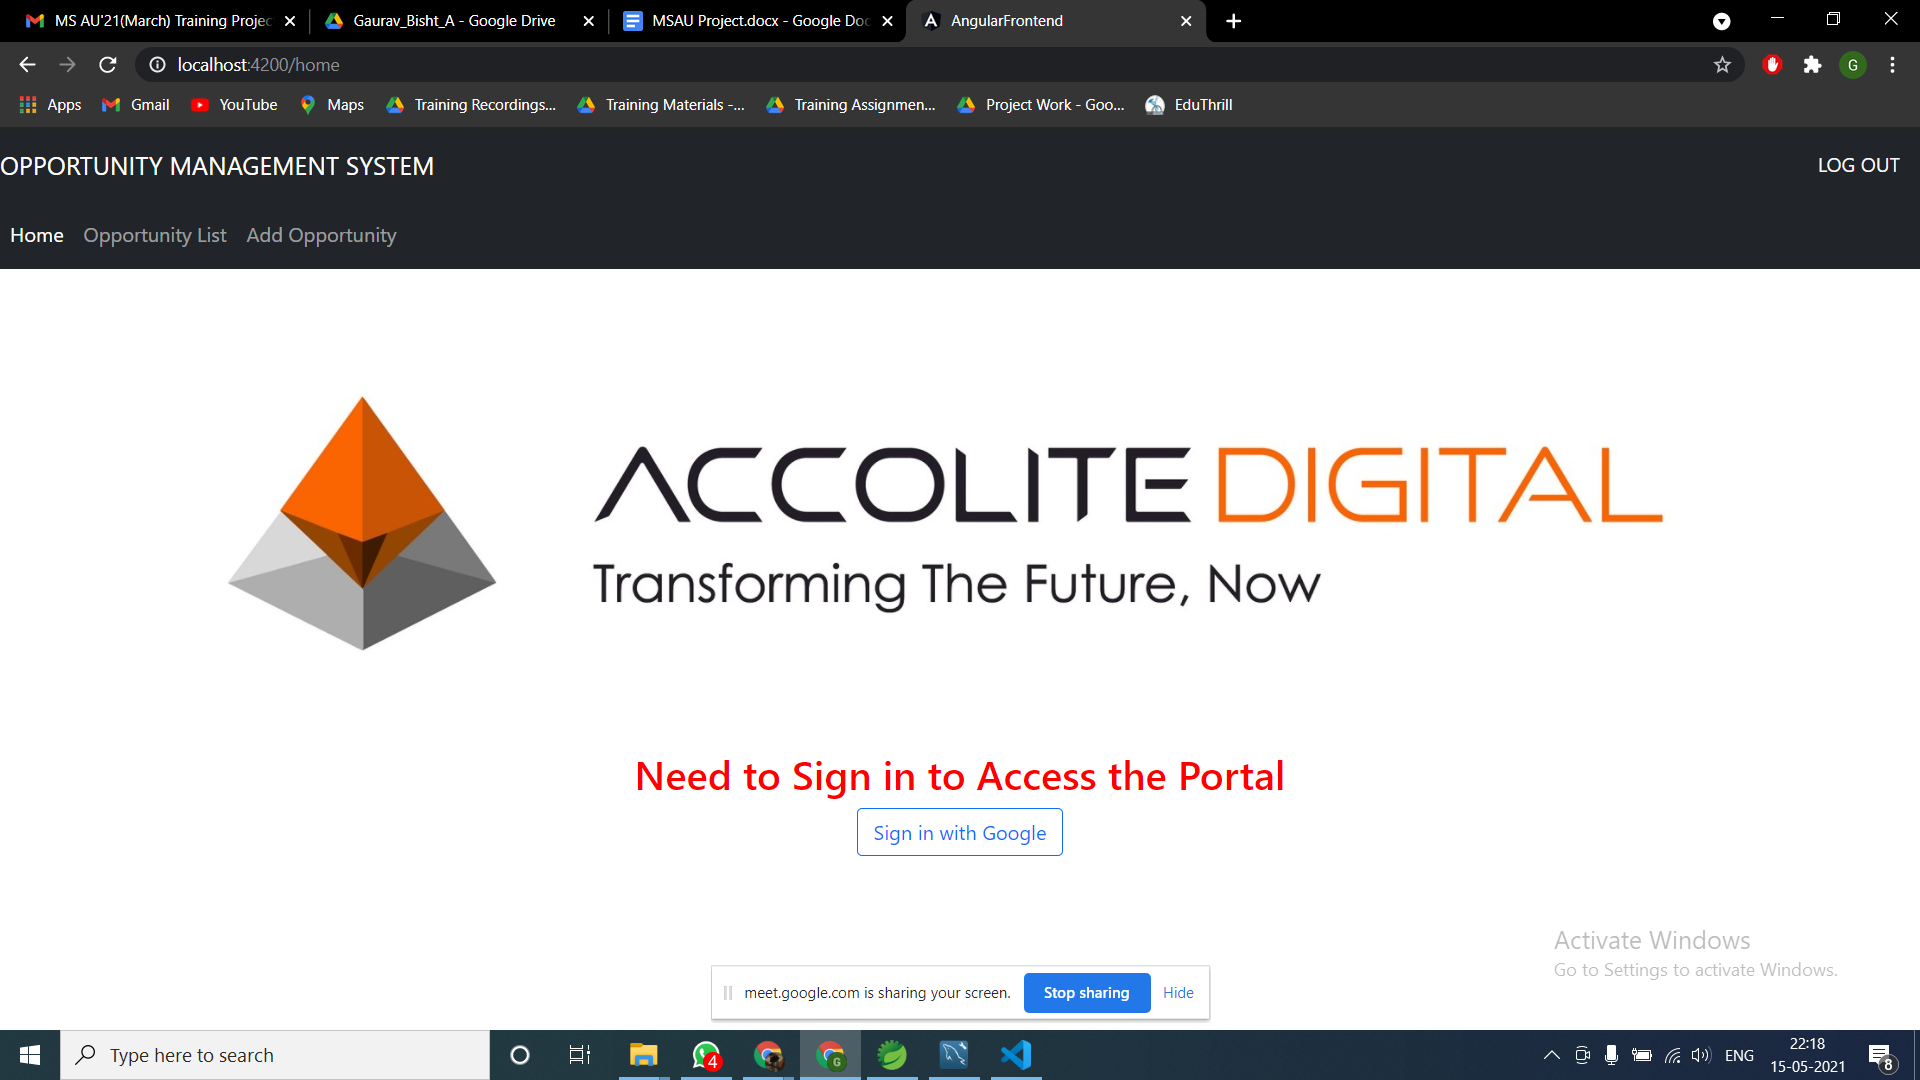 MS AU'21(March) Training Projec
Gaurav_Bisht_A - Google Drive
MSAU Project.docx - Google Doc
AngularFrontend
localhost:4200/home
G
Apps
Gmail
YouTube
Maps
Training Recordings...
Training Materials -...
Training Assignmen...
Project Work - Goo...
EduThrill
OPPORTUNITY MANAGEMENT SYSTEM
LOG OUT
Home
Opportunity List
Add Opportunity
ACCOLITE DIGITAL
Transforming The Future, Now
Need to Sign in to Access the Portal
Sign in with Google
Activate Windows
Go to Settings to activate Windows.
meet.google.com is sharing your screen.
Stop sharing
Hide
Type here to search
4
G
ENG
22:18
15-05-2021
8